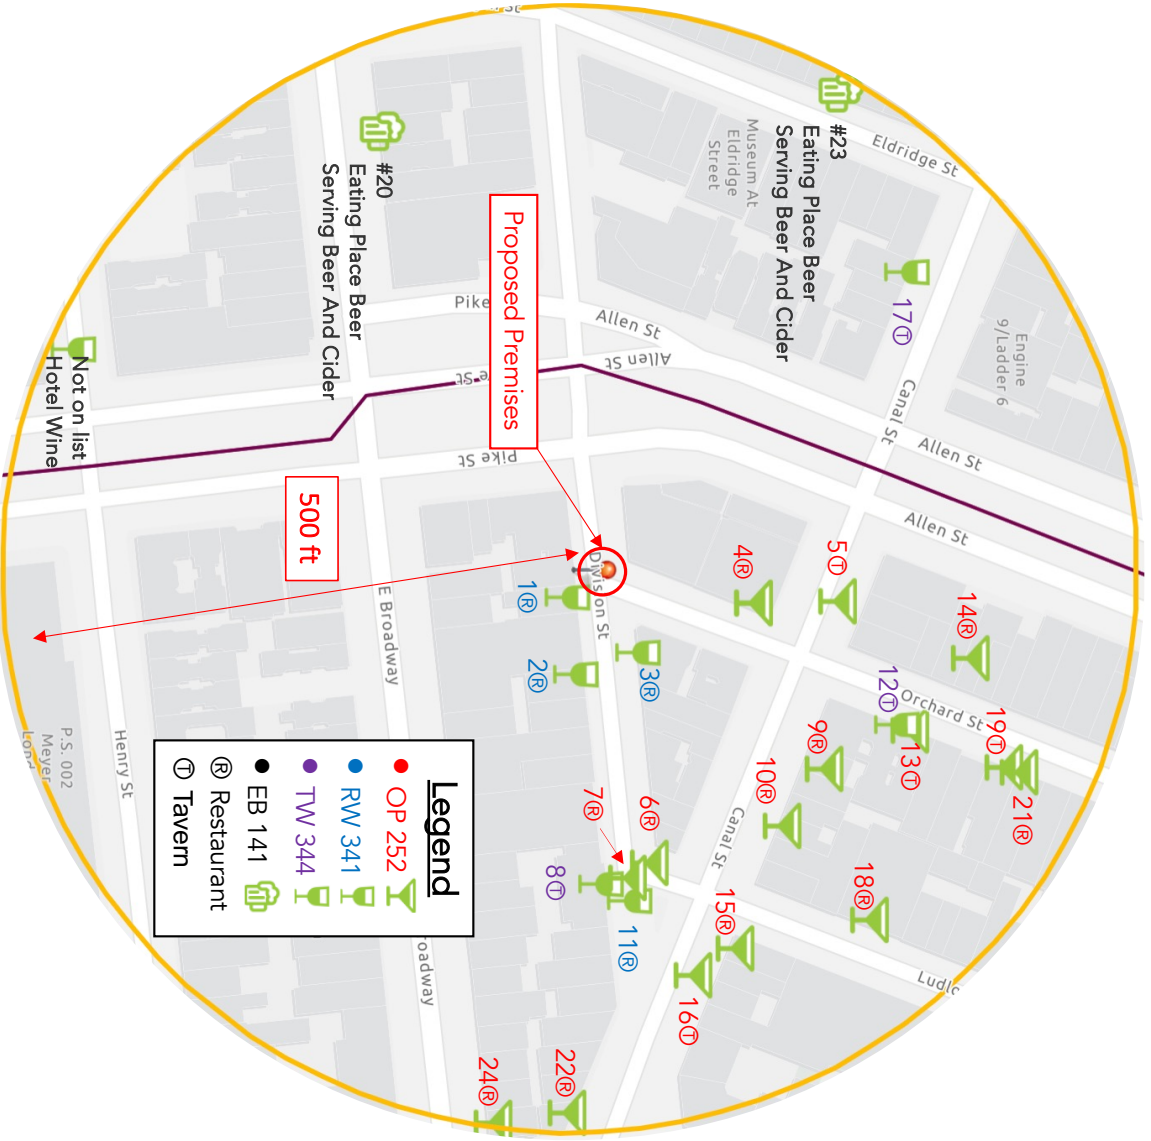 #23
Eating Place Beer
Serving Beer And Cider
Eldridge St
Museum At
Eldridge
Street
#20
Eating Place Beer
Serving Beer And Cider
17Ⓣ
Engine
9/Ladder 6
Proposed Premises
Pike
Allen St
Allen St
Pike St
Canal St
Allen St
Allen St
Not on list
Hotel Wine
500 ft
Division St
1Ⓡ
2Ⓡ
3Ⓡ
4Ⓡ
5Ⓣ
14Ⓡ
12Ⓣ
Orchard St
19Ⓣ
13Ⓣ
21Ⓡ
9Ⓡ
10Ⓡ
6Ⓡ
7Ⓡ
8Ⓣ
11Ⓡ
Canal St
18Ⓡ
15Ⓡ
16Ⓣ
22Ⓡ
24Ⓡ
E Broadway
roadway
Henry St
P.S. 002
Meyer
Legend
OP 252
RW 341
TW 344
EB 141
Ⓡ Restaurant
Ⓣ Tavern